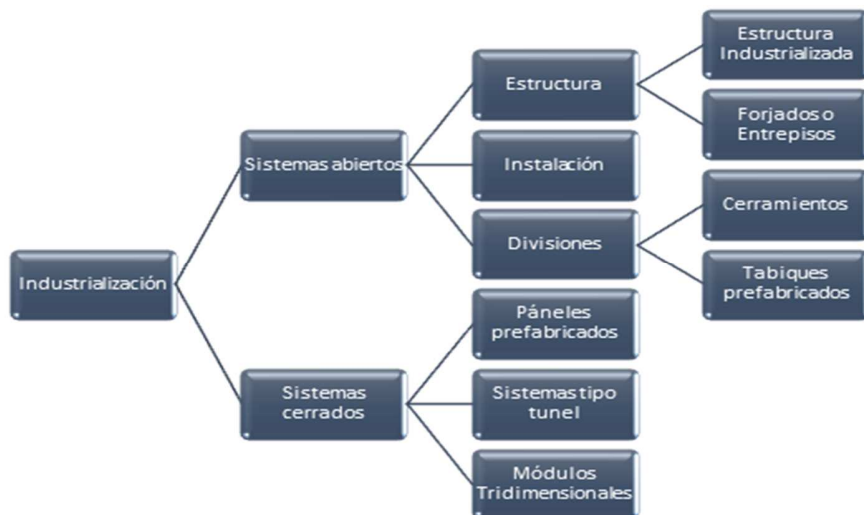 Industrialización
Sistemas abiertos
Estructura
Estructura
Industrializada
Forjados o
Entrepisos
Instalación
Divisiones
Cerramientos
Tabiques
prefabricados
Sistemas
cerrados
Páneles
prefabricados
Sistemas tipo
tunel
Módulos
Tridimensionales